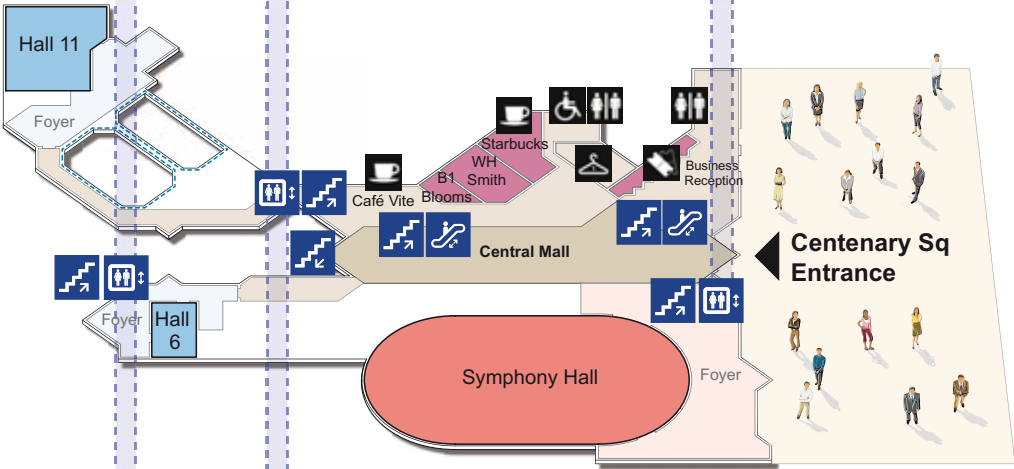 Hall 11
Foyer
Starbucks
WH
Smith
B1
Blooms
Café Vite
Business
Reception
Central Mall
Centenary Sq
Entrance
Foyer
Hall
6
Symphony Hall
Foyer